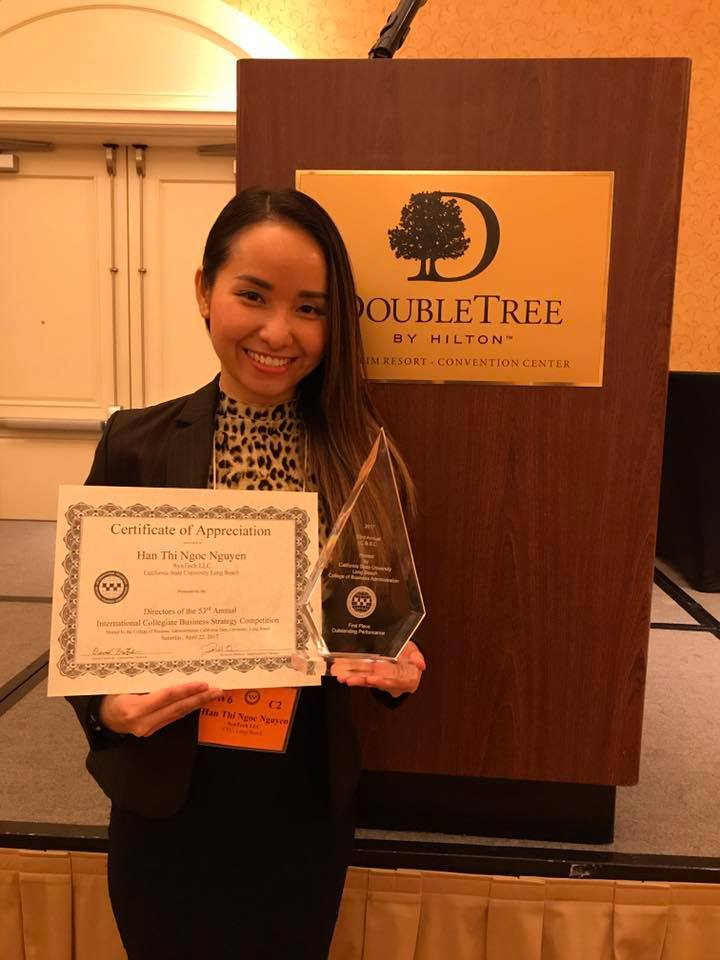 DOUBLETREE
BY HILTON™
IM RESORT - CONVENTION CENTER
Certificate of Appreciation
Han Thi Ngoc Nguyen
SynTech LLC
California State University Long Beach
Presented by the
Directors of the 53rd Annual
International Collegiate Business Strategy Competition
Hosted by the College of Business Administration, California State University, Long Beach
Saturday, April 22, 2017
2017
53rd Annual
I.C.B.S.C.
Hosted
California State University
Long Beach
College of Business Administration
First Place
Outstanding Performance
W6 C2
Han Thi Ngoc Nguyen
SynTech LLC
CSU, Long Beach